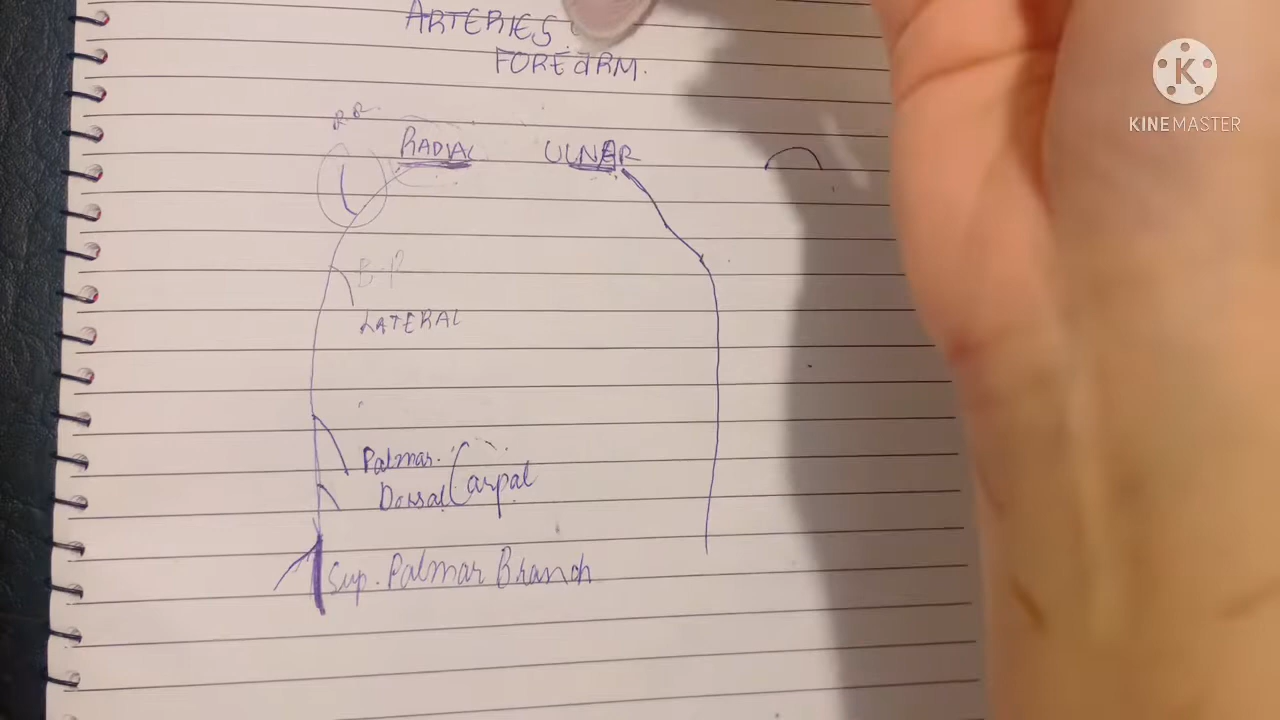 ARTERIES
FOREARM.
R R
RADIAL ULNAR
B-R
LATERAL
Palmar.
Dorsal Carpal
Sup. Palmar Branch
KINEMASTER